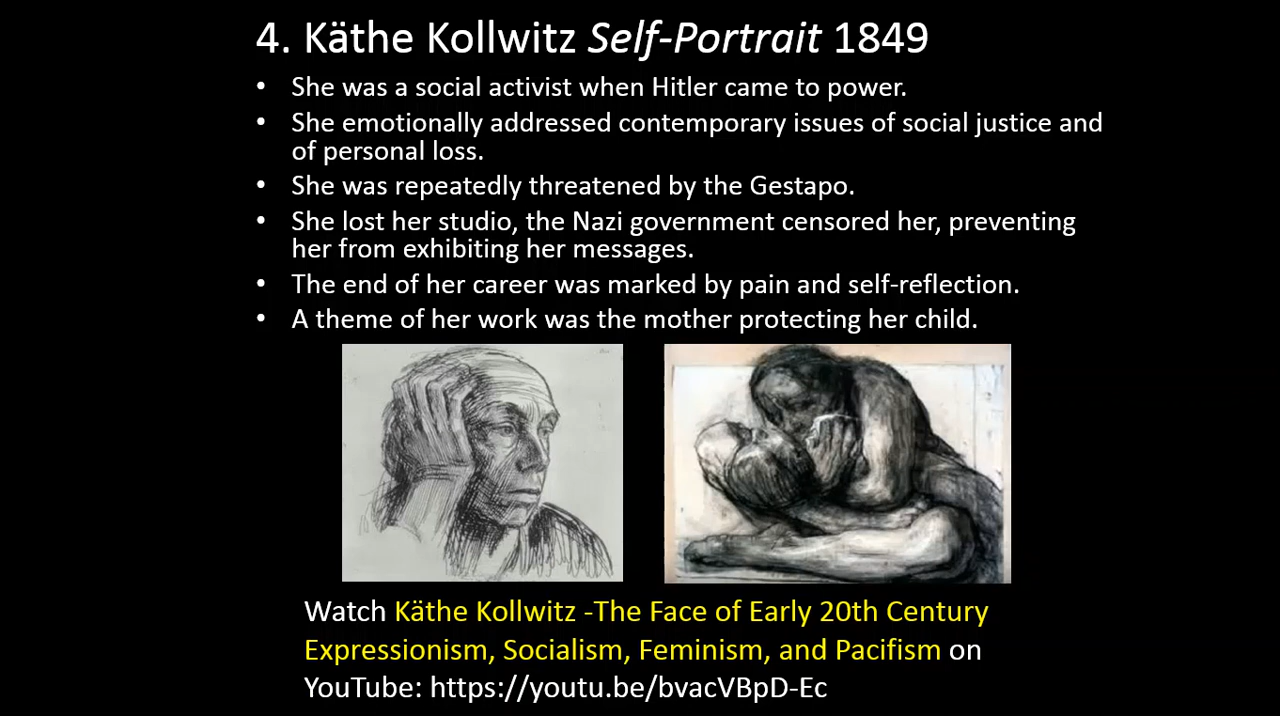 4. Käthe Kollwitz Self-Portrait 1849
• She was a social activist when Hitler came to power.
• She emotionally addressed contemporary issues of social justice and
of personal loss.
• She was repeatedly threatened by the Gestapo.
• She lost her studio, the Nazi government censored her, preventing
her from exhibiting her messages.
• The end of her career was marked by pain and self-reflection.
• A theme of her work was the mother protecting her child.
Watch Käthe Kollwitz -The Face of Early 20th Century
Expressionism, Socialism, Feminism, and Pacifism on
YouTube: https://youtu.be/bvacVBpD-Ec